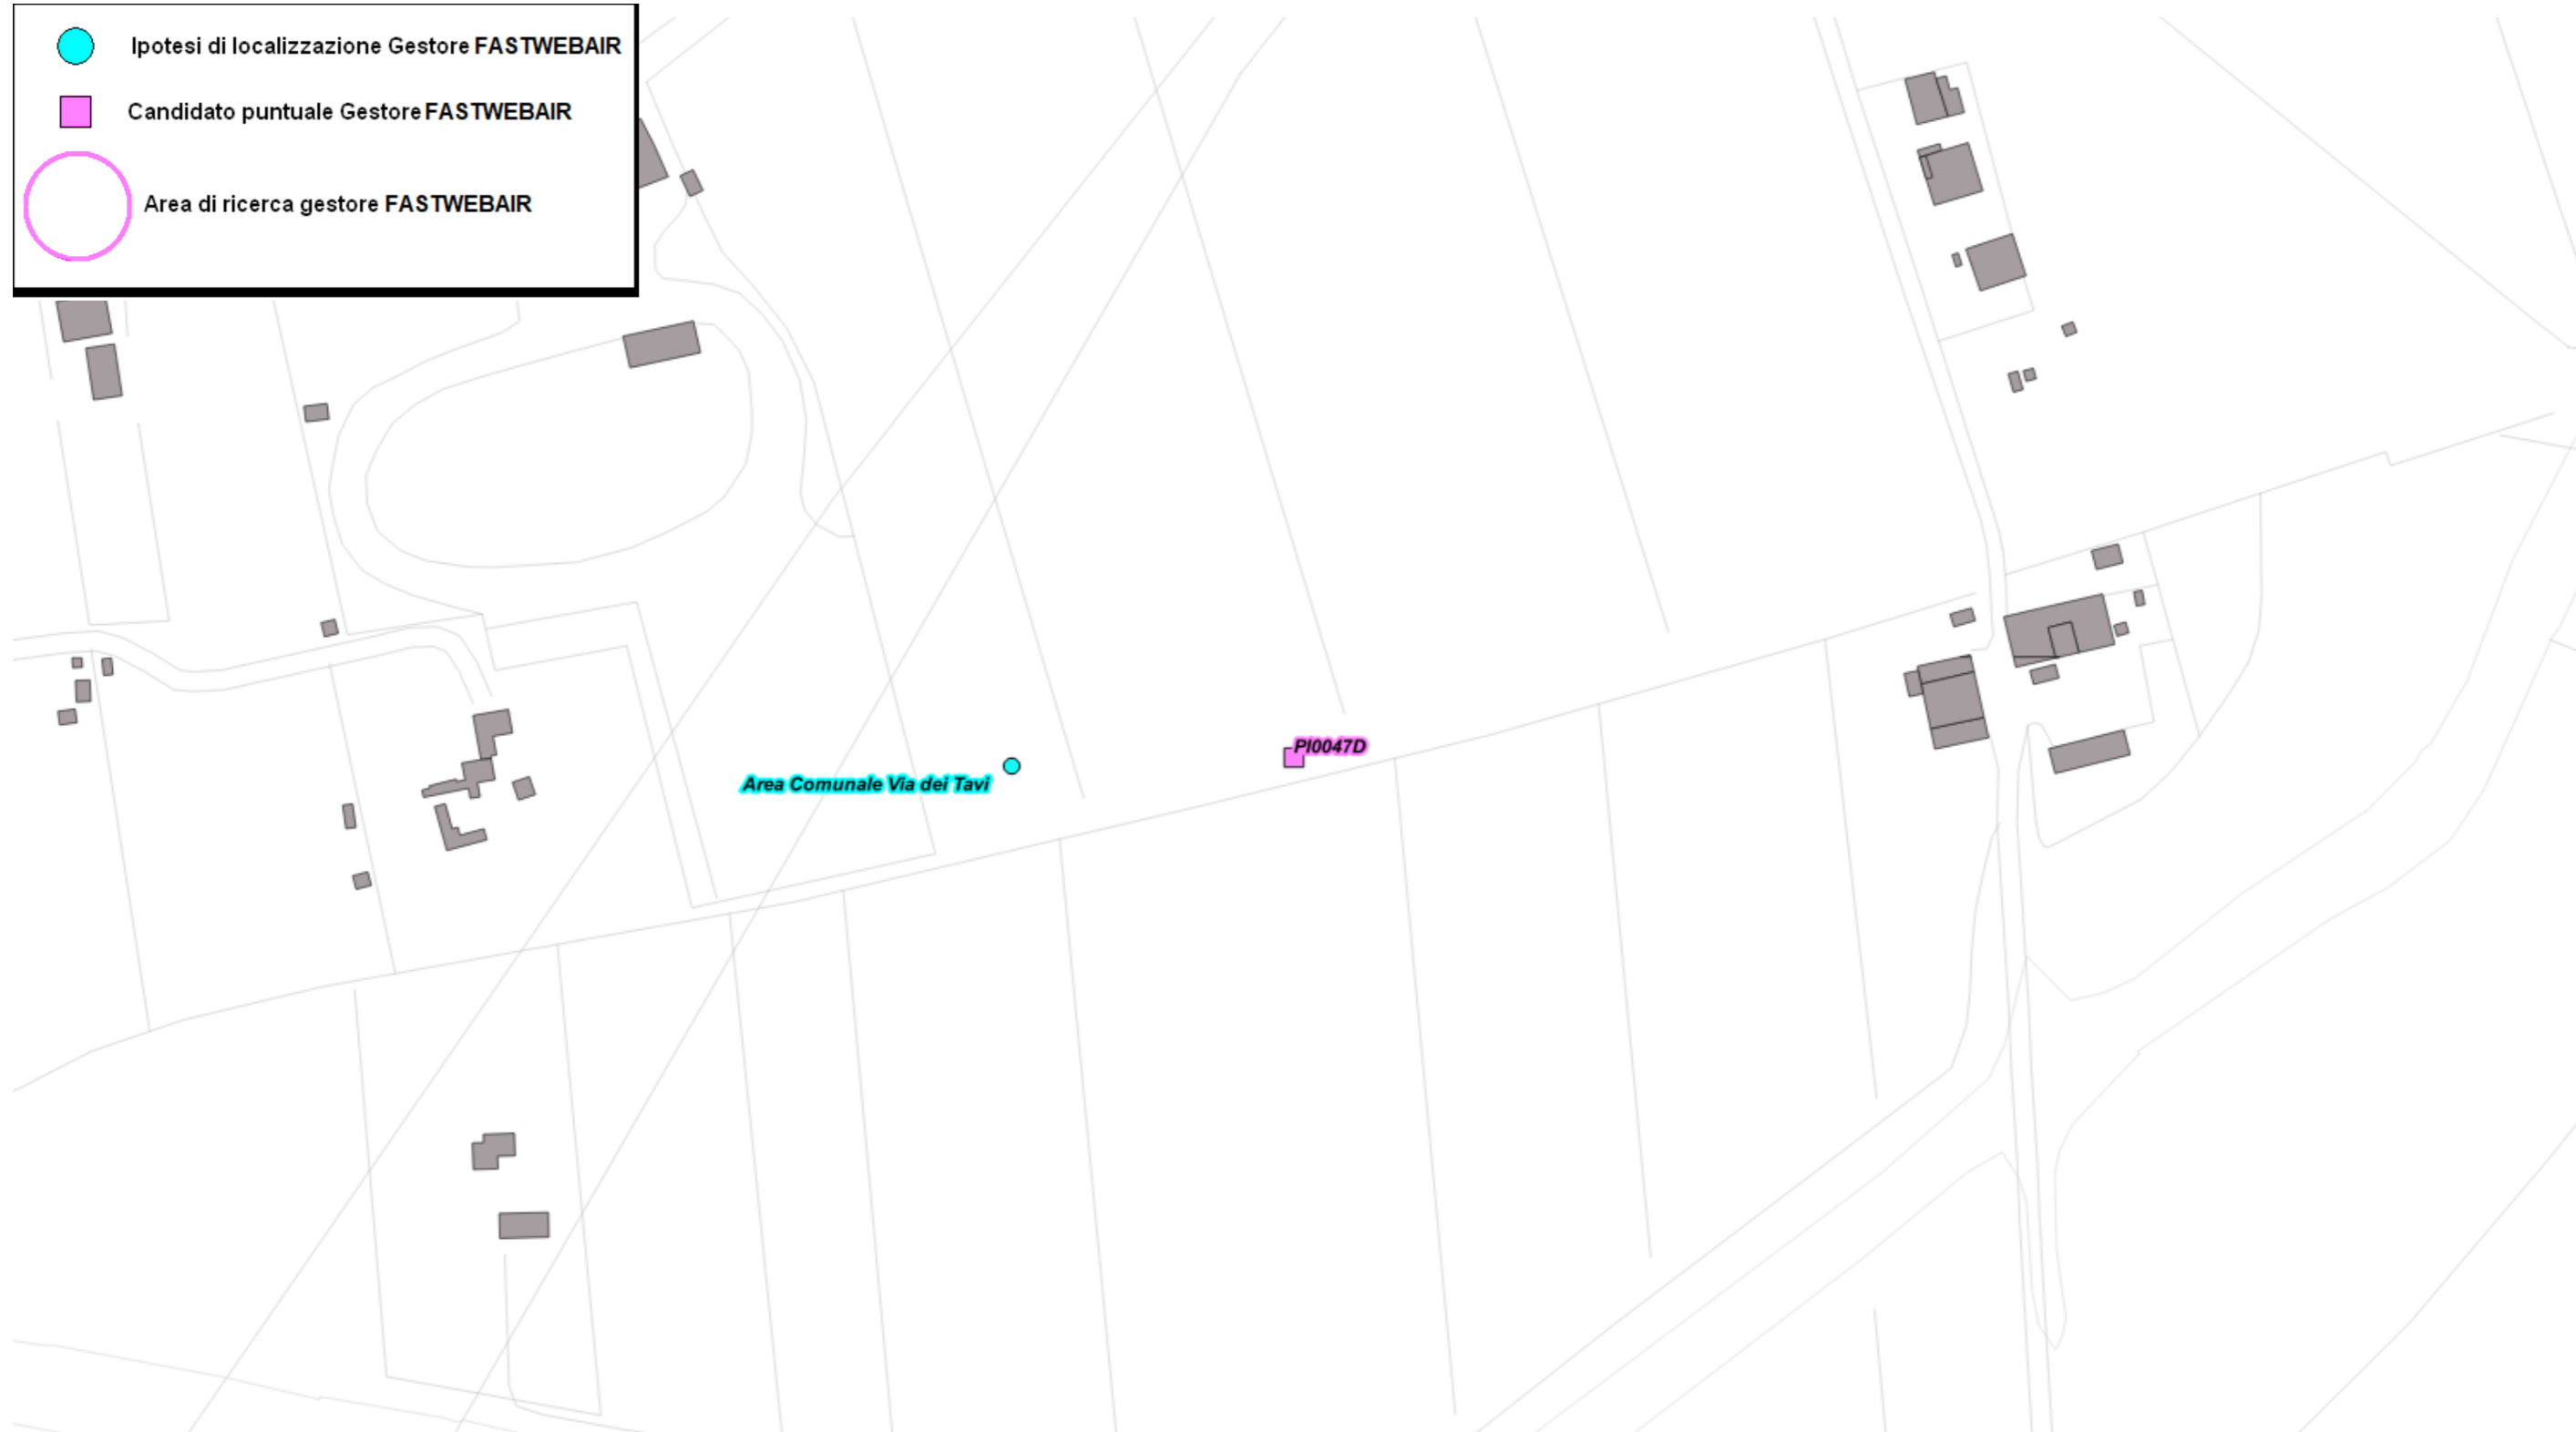 Ipotesi di localizzazione Gestore FASTWEBAIR
Candidato puntuale Gestore FASTWEBAIR
Area di ricerca gestore FASTWEBAIR
PI0047D
Area Comunale Via dei Tavi